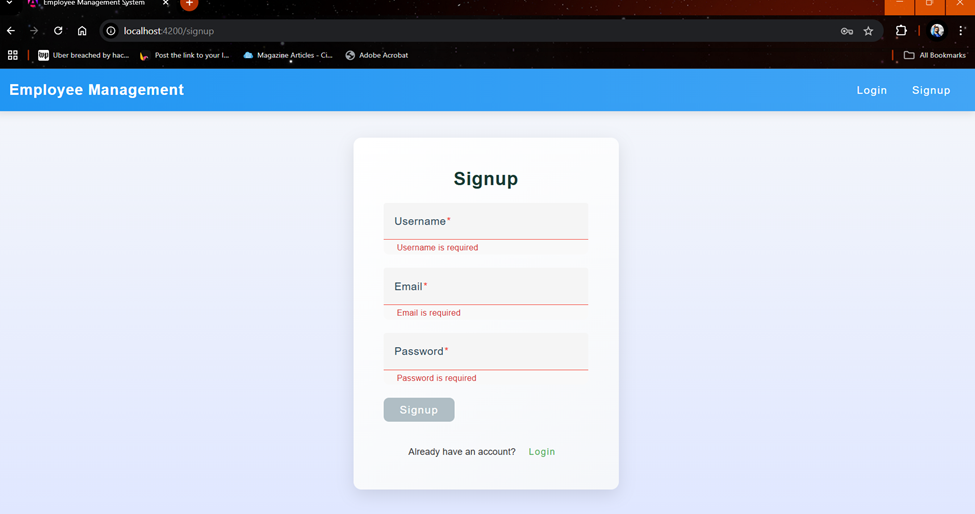 Employee Management System
localhost:4200/signup
Uber breached by hac...
Post the link to your l...
Magazine Articles - Ci...
Adobe Acrobat
All Bookmarks
Employee Management
Login
Signup
Signup
Username*
Username is required
Email*
Email is required
Password*
Password is required
Signup
Already have an account? Login